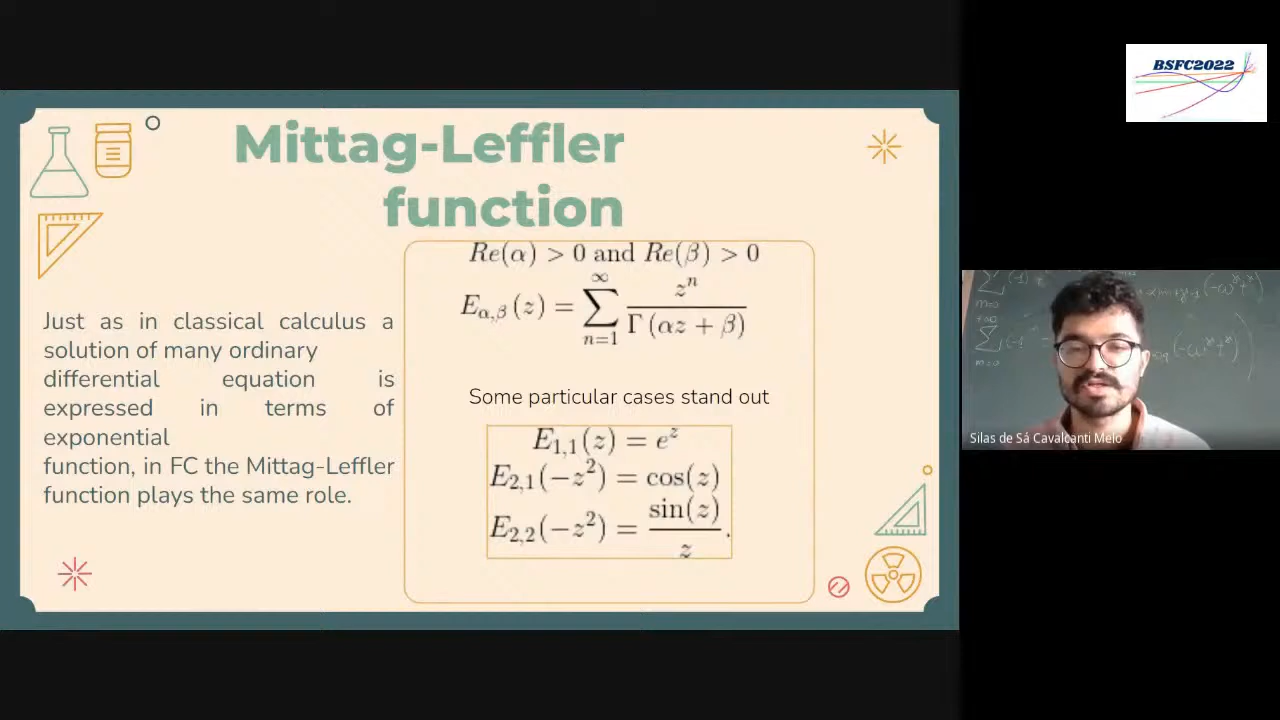 BSFC2022
Mittag-Leffler
function
Re(α) > 0 and Re(β) > 0
E_{α,β}(z) = \sum_{n=1}^{∞} \frac{z^n}{Γ(αz + β)}
Just as in classical calculus a
solution of many ordinary
differential equation is
expressed in terms of
exponential
function, in FC the Mittag-Leffler
function plays the same role.
Some particular cases stand out
E_{1,1}(z) = e^z
E_{2,1}(−z^2) = cos(z)
E_{2,2}(−z^2) = \frac{sin(z)}{z}.
Silas de Sá Cavalcanti Melo